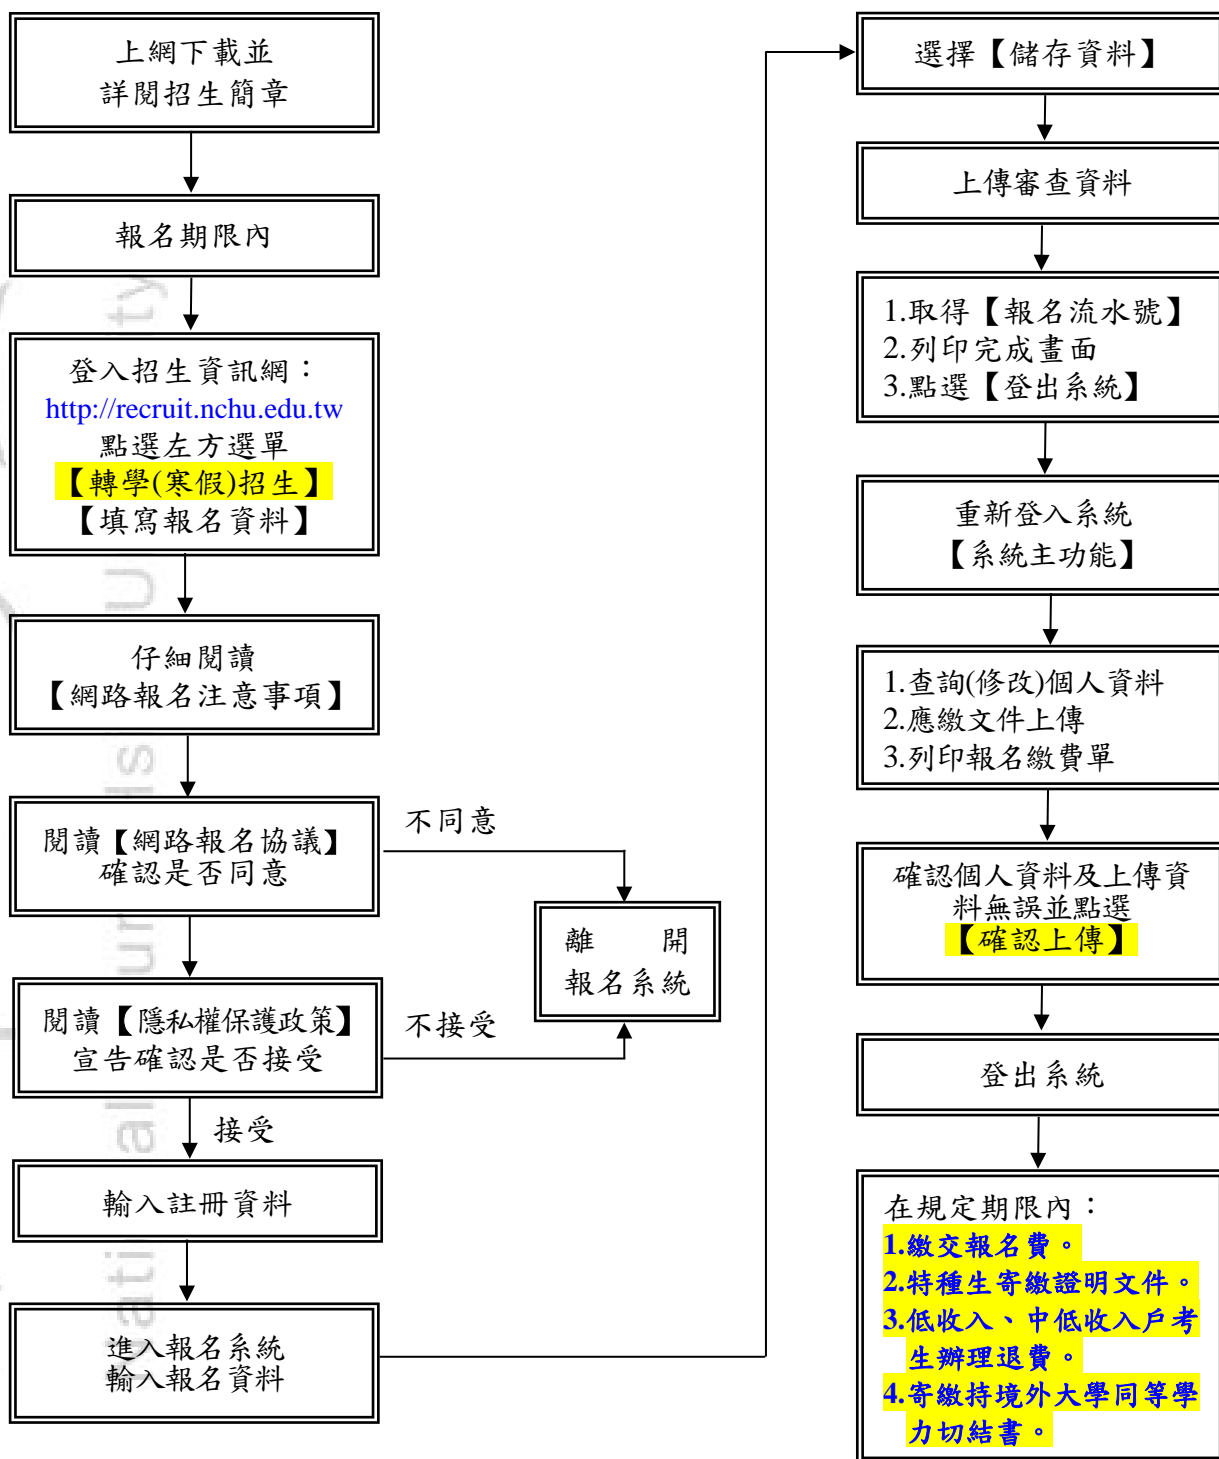 上網下載並
詳閱招生簡章
報名期限內
登入招生資訊網：
http://recruit.nchu.edu.tw
點選左方選單
【轉學(寒假)招生】
【填寫報名資料】
仔細閱讀
【網路報名注意事項】
閱讀【網路報名協議】
確認是否同意
不同意
離　　開
報名系統
閱讀【隱私權保護政策】
宣告確認是否接受
不接受
接受
輸入註冊資料
進入報名系統
輸入報名資料
選擇【儲存資料】
上傳審查資料
1.取得【報名流水號】
2.列印完成畫面
3.點選【登出系統】
重新登入系統
【系統主功能】
1.查詢(修改)個人資料
2.應繳文件上傳
3.列印報名繳費單
確認個人資料及上傳資
料無誤並點選
【確認上傳】
登出系統
在規定期限內：
1.繳交報名費。
2.特種生寄繳證明文件。
3.低收入、中低收入戶考
生辦理退費。
4.寄繳持境外大學同等學
力切結書。